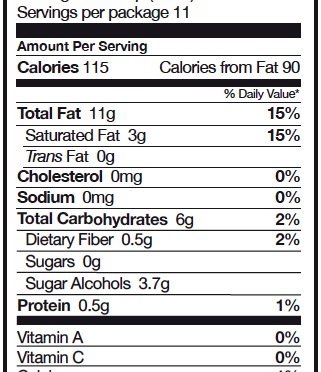 Servings per package 11
Amount Per Serving
Calories 115 Calories from Fat 90
% Daily Value*
Total Fat 11g 15%
Saturated Fat 3g 15%
Trans Fat 0g
Cholesterol 0mg 0%
Sodium 0mg 0%
Total Carbohydrates 6g 2%
Dietary Fiber 0.5g 2%
Sugars 0g
Sugar Alcohols 3.7g
Protein 0.5g 1%
Vitamin A 0%
Vitamin C 0%